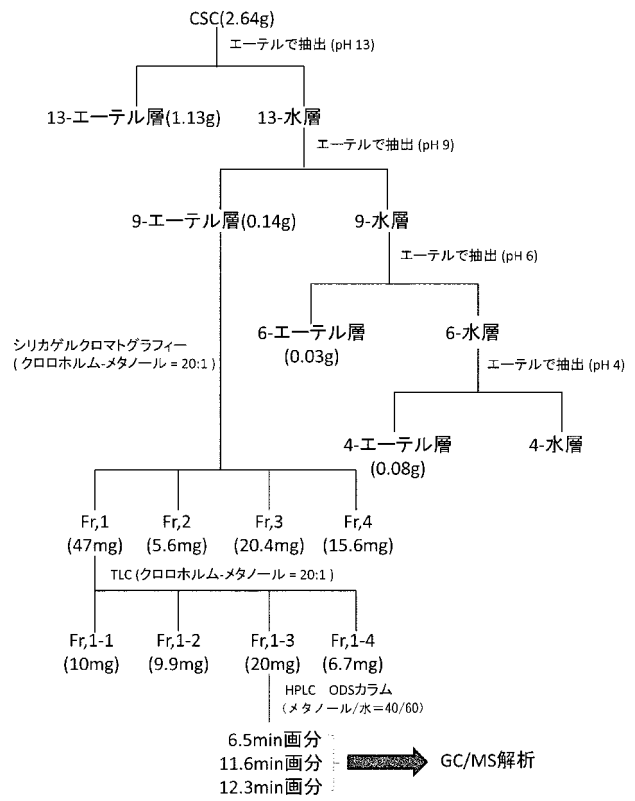 CSC(2.64g)
エーテルで抽出 (pH 13)
13-エーテル層(1.13g)
13-水層
エーテルで抽出 (pH 9)
9-エーテル層(0.14g)
9-水層
エーテルで抽出 (pH 6)
シリカゲルクロマトグラフィー
( クロロホルム-メタノール = 20:1 )
6-エーテル層
(0.03g)
6-水層
エーテルで抽出 (pH 4)
4-エーテル層
(0.08g)
4-水層
Fr,1
(47mg)
Fr,2
(5.6mg)
Fr,3
(20.4mg)
Fr,4
(15.6mg)
TLC (クロロホルム-メタノール = 20:1 )
Fr,1-1
(10mg)
Fr,1-2
(9.9mg)
Fr,1-3
(20mg)
Fr,1-4
(6.7mg)
HPLC ODSカラム
(メタノール/水=40/60)
6.5min画分
11.6min画分
12.3min画分
GC/MS解析